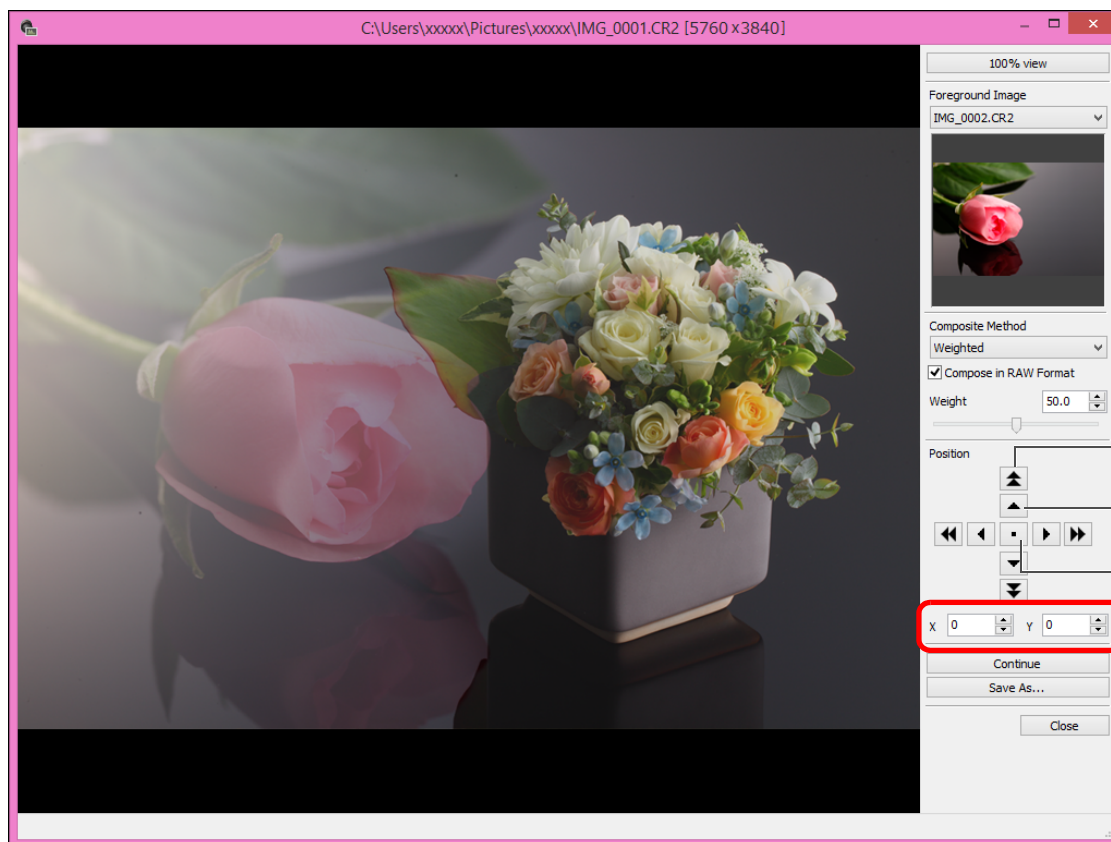 C:\Users\xxxxx\Pictures\xxxxx\IMG_0001.CR2 [5760 x3840]
100% view
Foreground Image
IMG_0002.CR2
Composite Method
Weighted
Compose in RAW Format
Weight 50.0
Position
X 0 Y 0
Continue
Save As...
Close